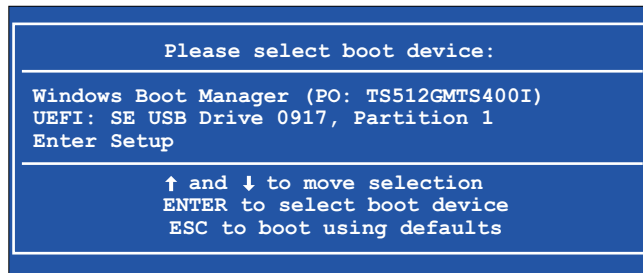 Please select boot device:
Windows Boot Manager (PO: TS512GMTS400I)
UEFI: SE USB Drive 0917, Partition 1
Enter Setup
↑ and ↓ to move selection
ENTER to select boot device
ESC to boot using defaults